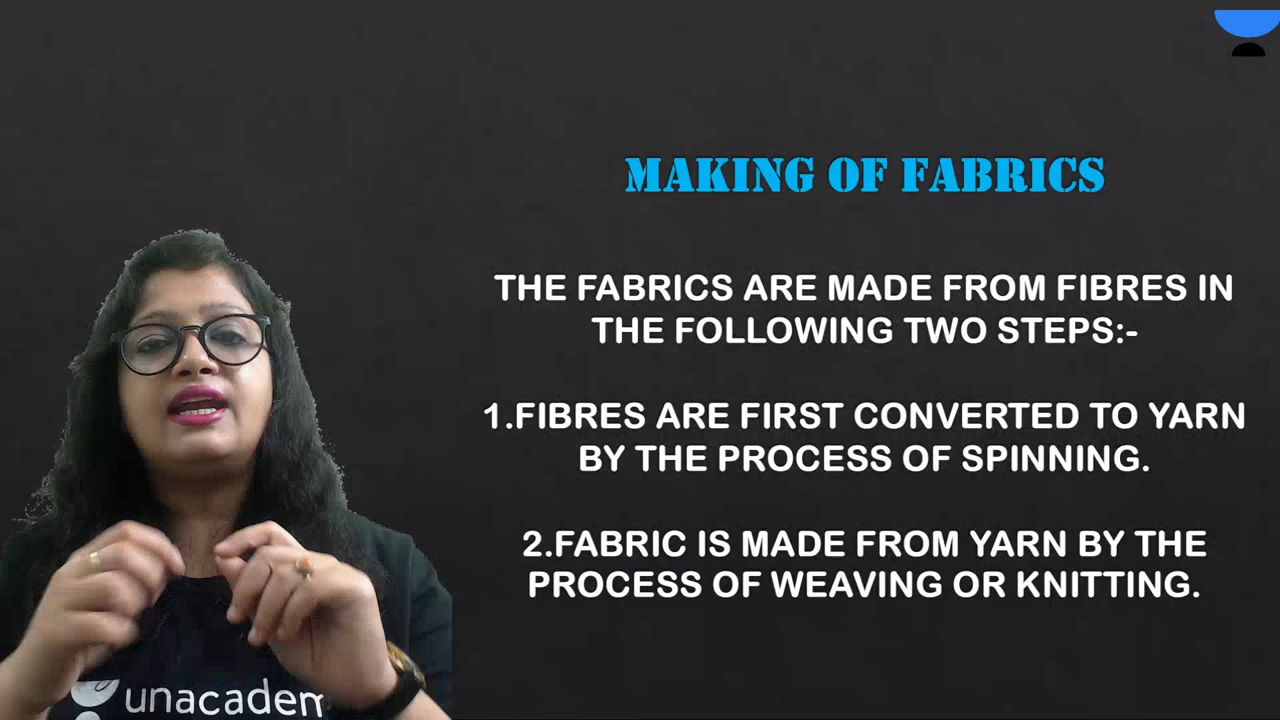 MAKING OF FABRICS
THE FABRICS ARE MADE FROM FIBRES IN
THE FOLLOWING TWO STEPS:-
1.FIBRES ARE FIRST CONVERTED TO YARN
BY THE PROCESS OF SPINNING.
2.FABRIC IS MADE FROM YARN BY THE
PROCESS OF WEAVING OR KNITTING.
unacadem